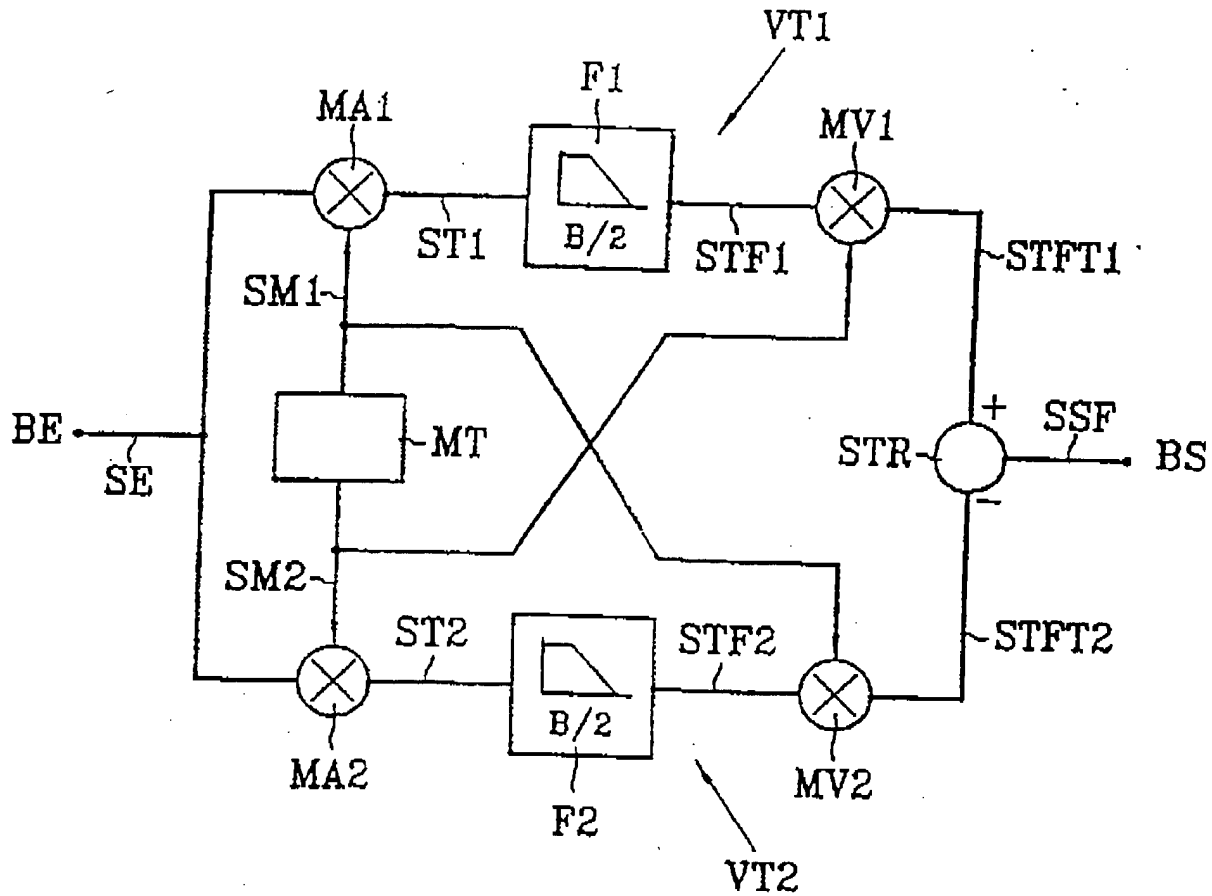 VT1
F1
MA1
MV1
B/2
ST1
STF1
STFT1
SM1
BE
SE
MT
+
STR
SSF
BS
−
SM2
ST2
STF2
STFT2
B/2
MA2
MV2
F2
VT2